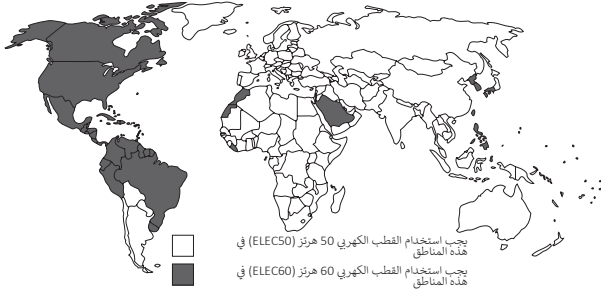 يجب استخدام القطب الكهربي 50 هرتز (ELEC50) في
هذه المناطق
يجب استخدام القطب الكهربي 60 هرتز (ELEC60) في
هذه المناطق